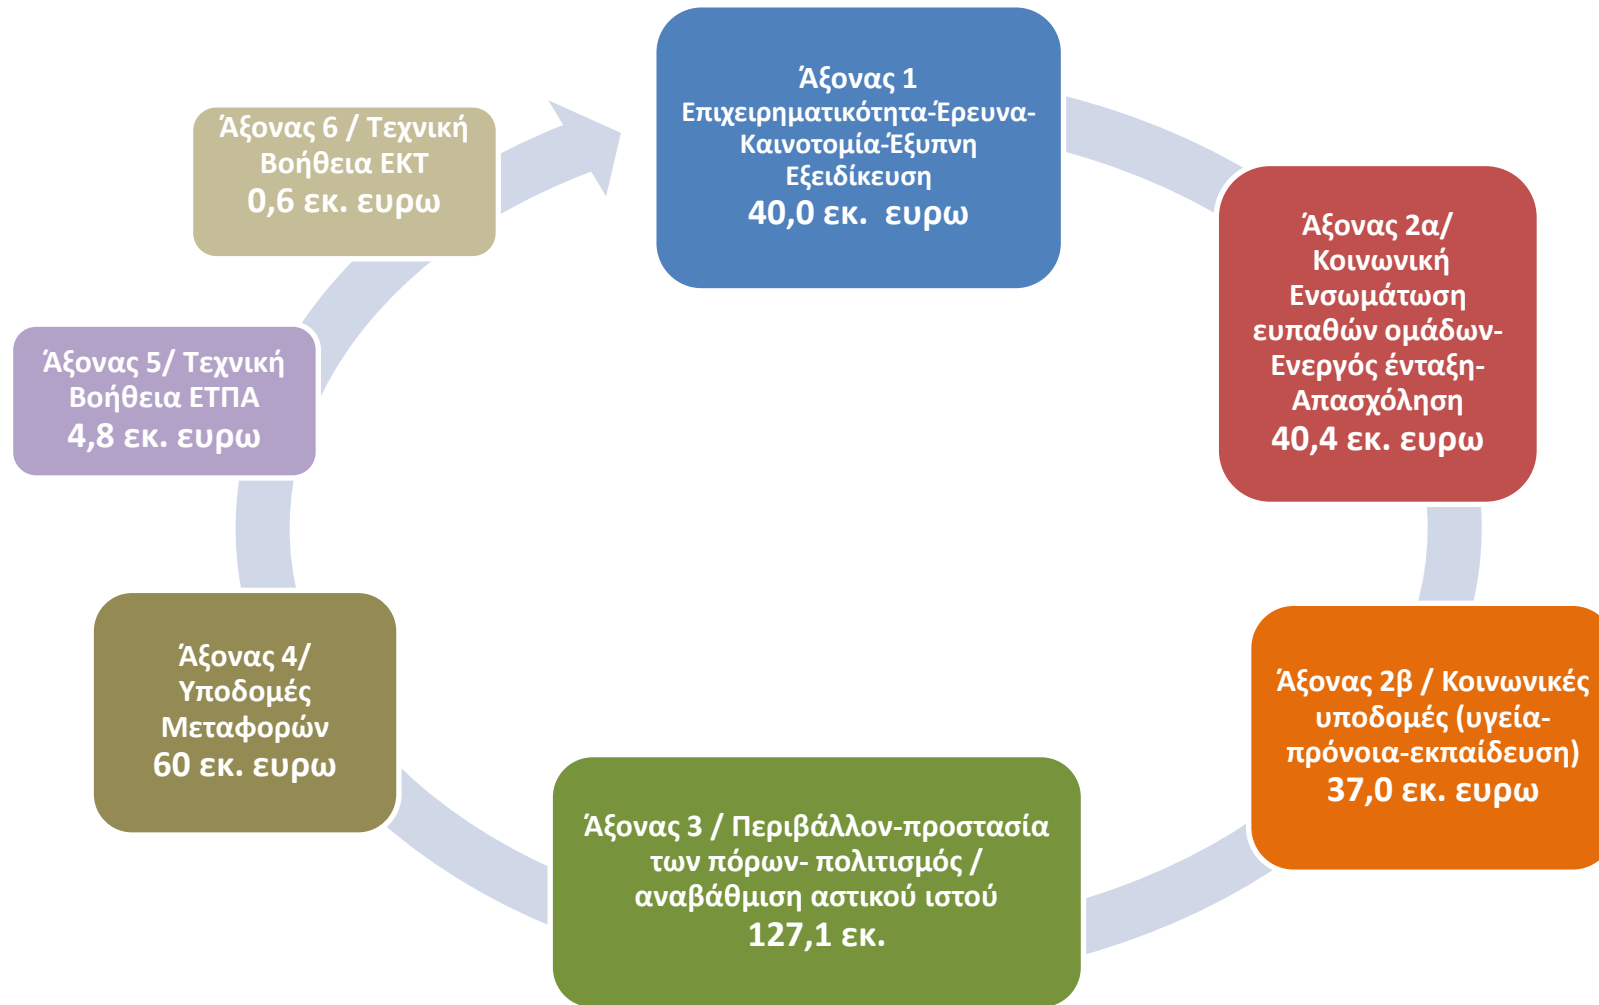 Άξονας 1
Επιχειρηματικότητα-Έρευνα-
Καινοτομία-Έξυπνη
Εξειδίκευση
40,0 εκ. ευρω
Άξονας 2α/
Κοινωνική
Ενσωμάτωση
ευπαθών ομάδων-
Ενεργός ένταξη-
Απασχόληση
40,4 εκ. ευρω
Άξονας 2β / Κοινωνικές
υποδομές (υγεία-
πρόνοια-εκπαίδευση)
37,0 εκ. ευρω
Άξονας 3 / Περιβάλλον-προστασία
των πόρων- πολιτισμός /
αναβάθμιση αστικού ιστού
127,1 εκ.
Άξονας 4/
Υποδομές
Μεταφορών
60 εκ. ευρω
Άξονας 5/ Τεχνική
Βοήθεια ΕΤΠΑ
4,8 εκ. ευρω
Άξονας 6 / Τεχνική
Βοήθεια ΕΚΤ
0,6 εκ. ευρω